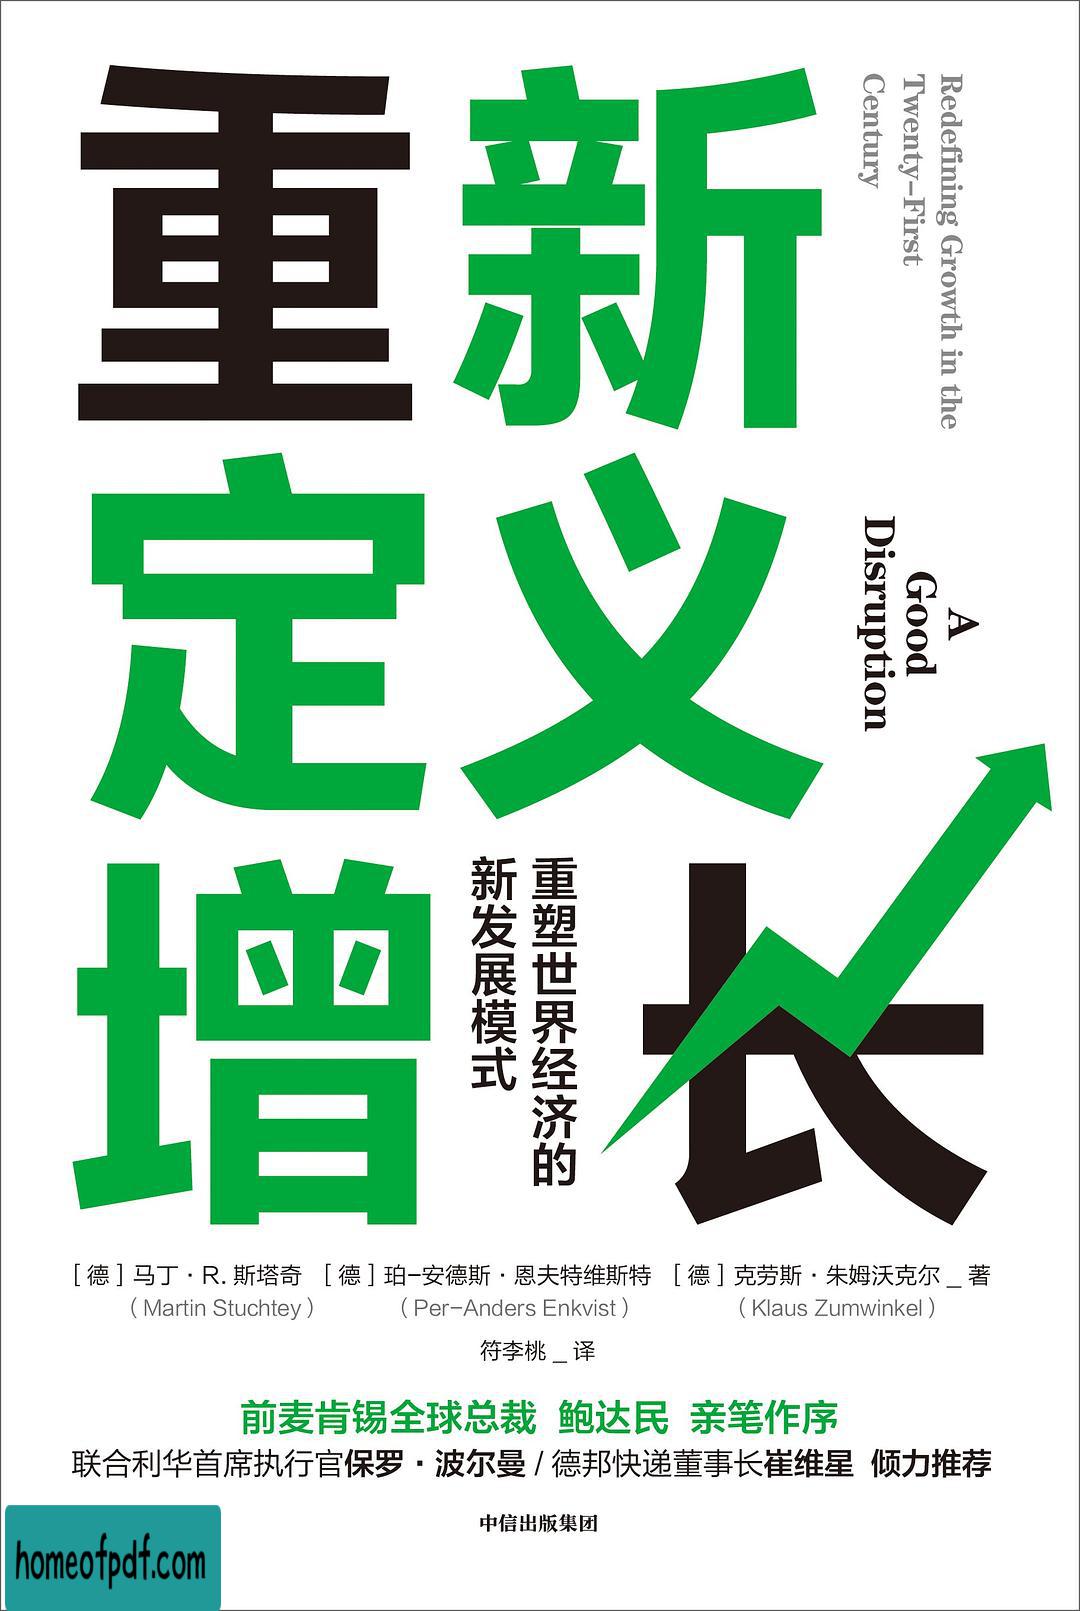 重新
定义
增长
Redefining Growth in the
Twenty-First
Century
A
Good
Disruption
重塑世界经济的
新发展模式
[德]马丁·R.斯塔奇 [德]珀-安德斯·恩夫特维斯特 [德]克劳斯·朱姆沃克尔_著
(Martin Stuchtey) (Per-Anders Enkvist) (Klaus Zumwinkel)
符李桃_译
前麦肯锡全球总裁 鲍达民 亲笔作序
联合利华首席执行官保罗·波尔曼/德邦快递董事长崔维星 倾力推荐
中信出版集团
homeofpdf.com